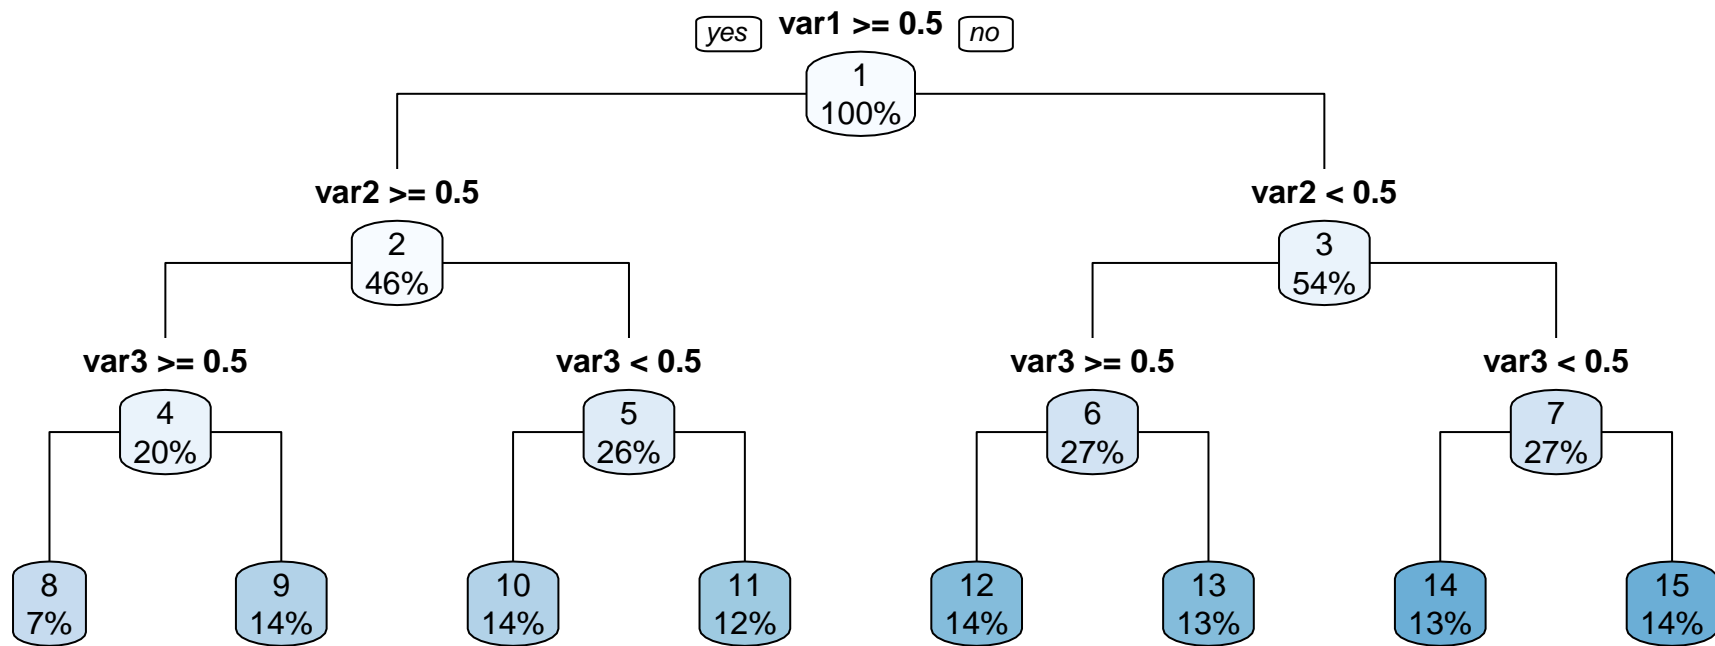 yes var1 >= 0.5 no
1
100%
var2 >= 0.5 var2 < 0.5
2 3
46% 54%
var3 >= 0.5 var3 < 0.5 var3 >= 0.5 var3 < 0.5
4 5 6 7
20% 26% 27% 27%
8 9 10 11 12 13 14 15
7% 14% 14% 12% 14% 13% 13% 14%